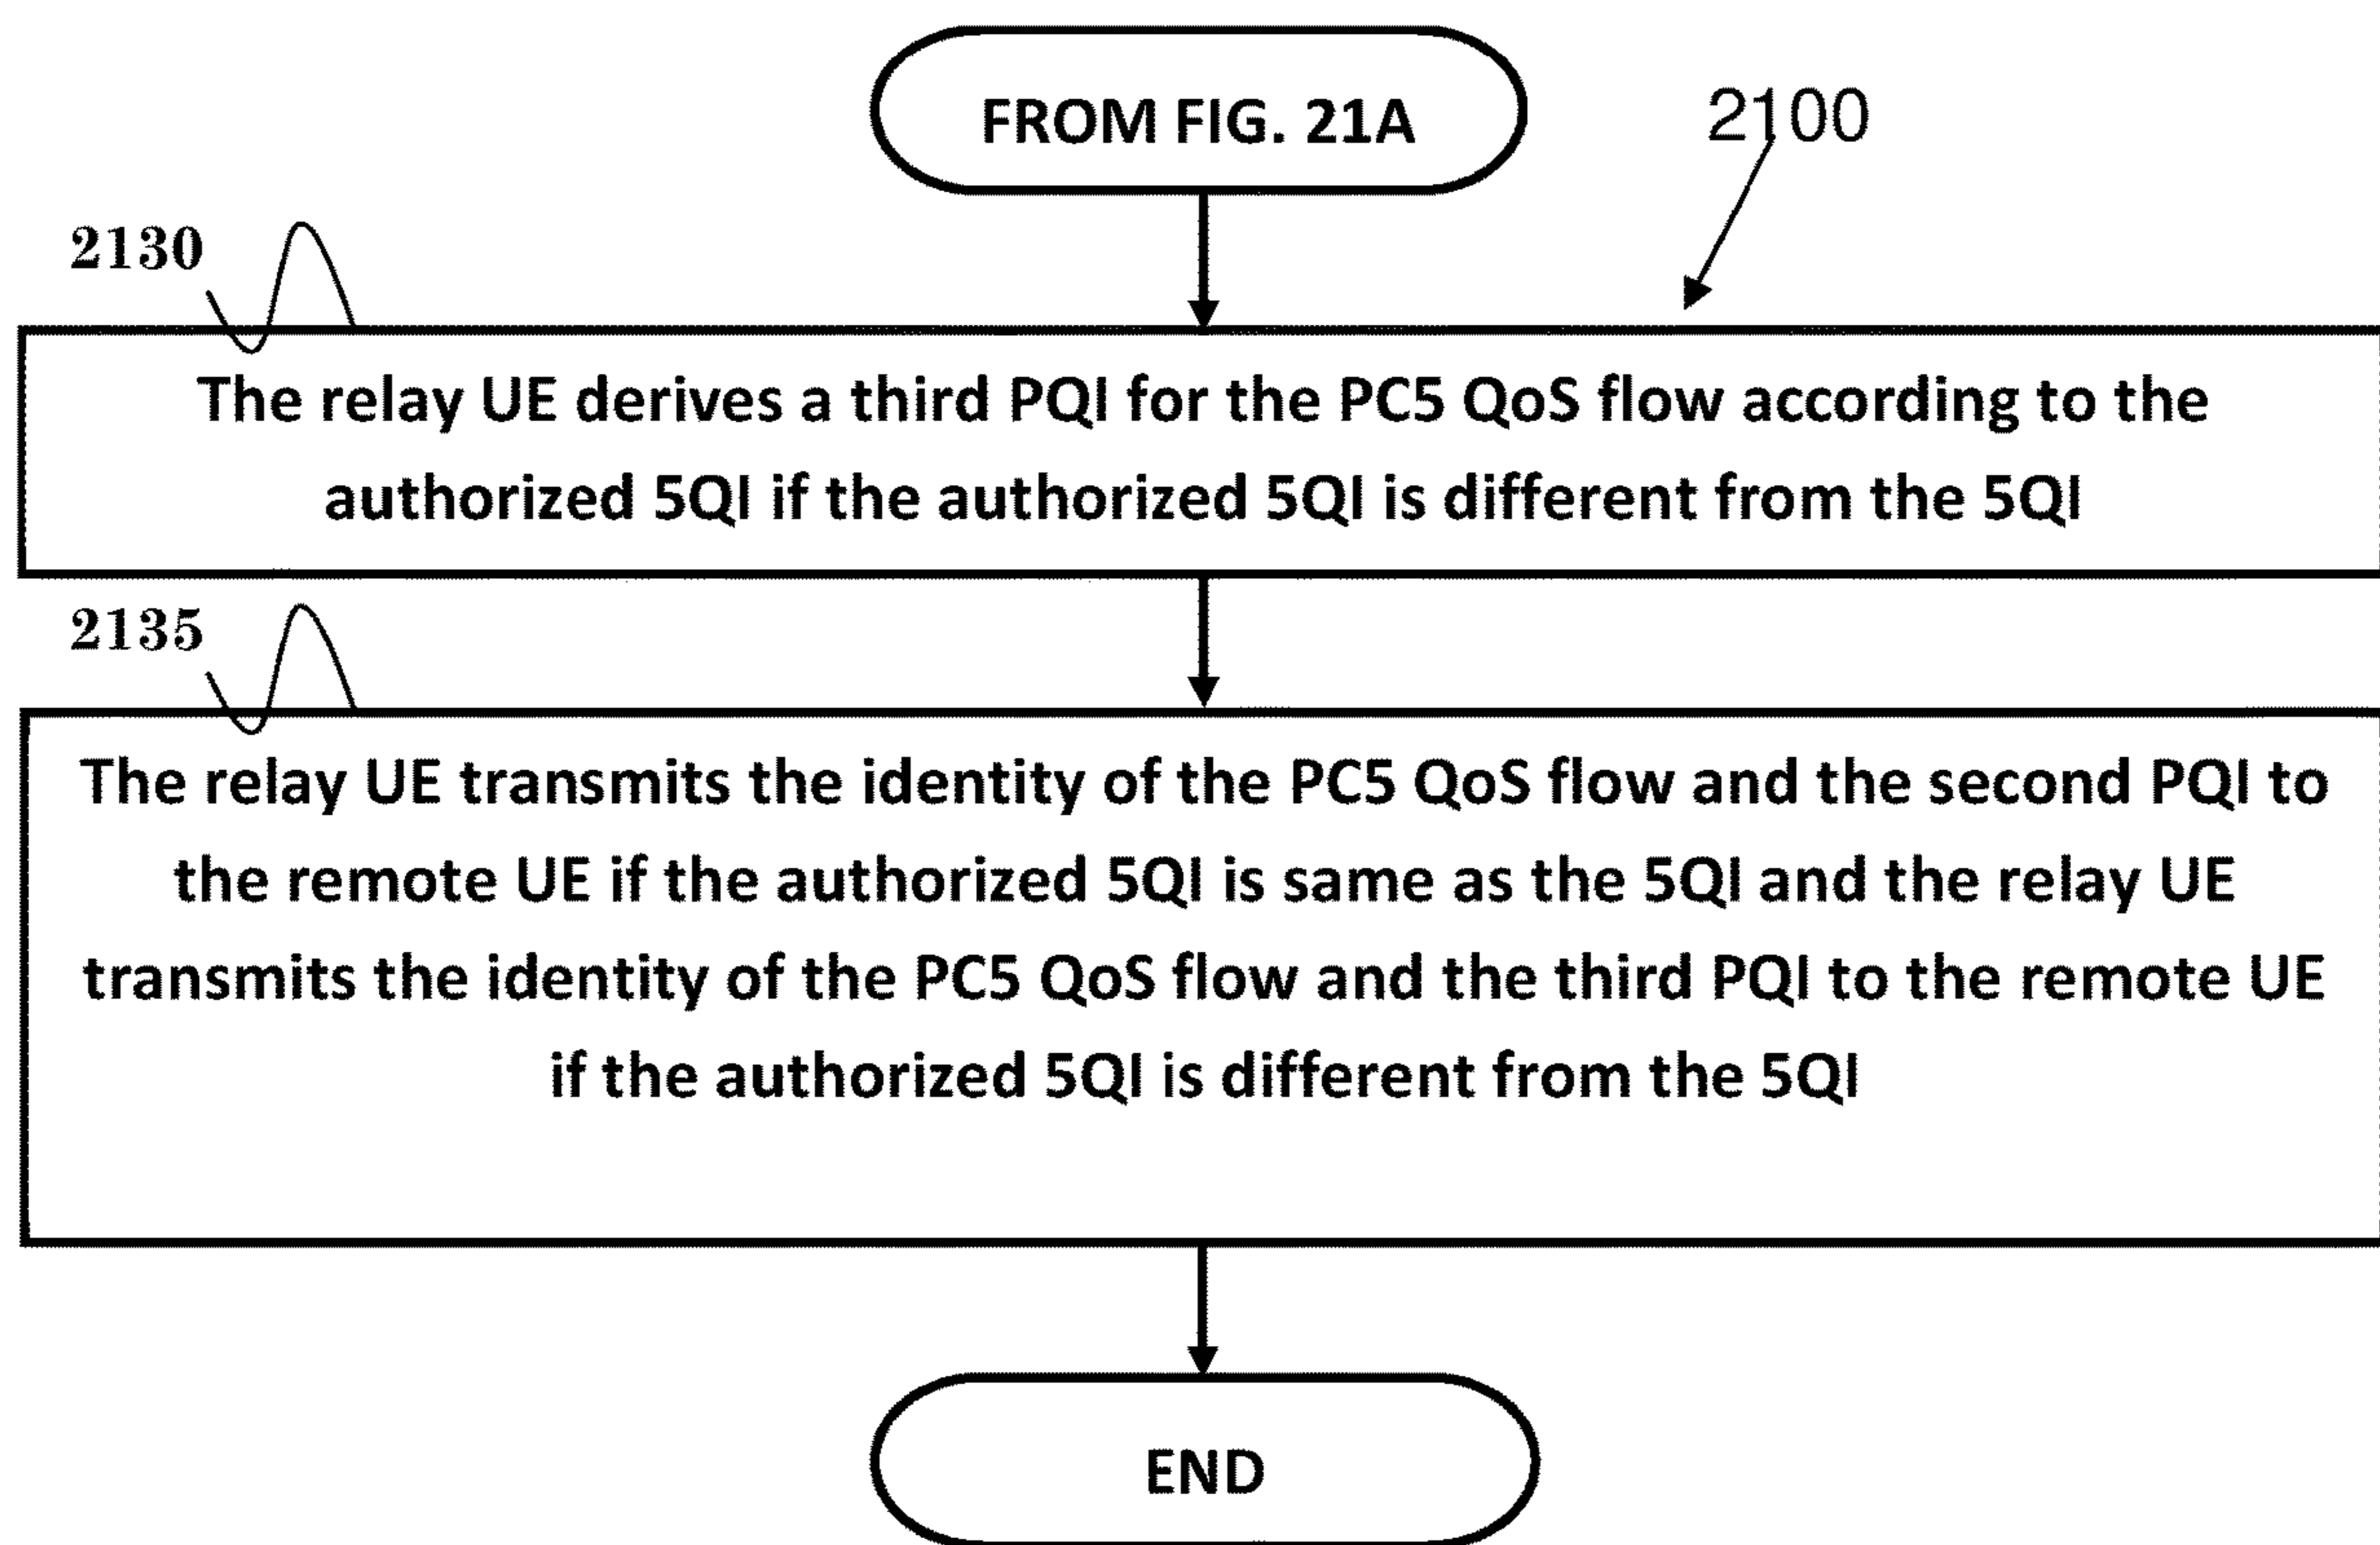 FROM FIG. 21A
2100
2130
The relay UE derives a third PQI for the PC5 QoS flow according to the
authorized 5QI if the authorized 5QI is different from the 5QI
2135
The relay UE transmits the identity of the PC5 QoS flow and the second PQI to
the remote UE if the authorized 5QI is same as the 5QI and the relay UE
transmits the identity of the PC5 QoS flow and the third PQI to the remote UE
if the authorized 5QI is different from the 5QI
END